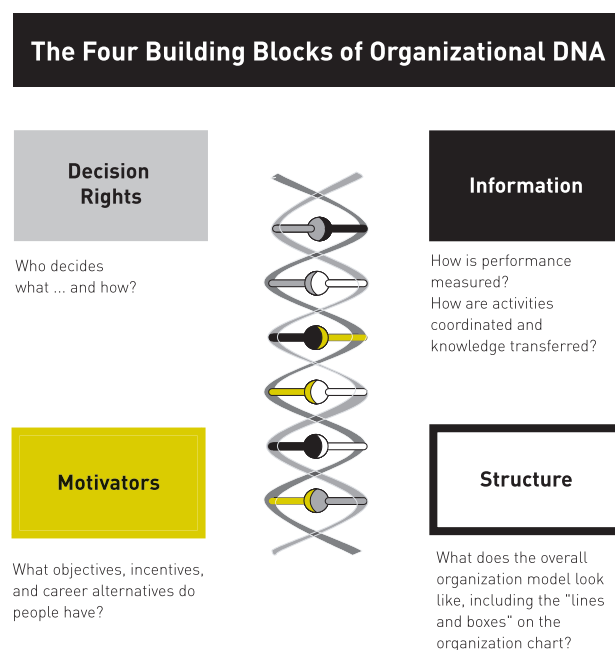 The Four Building Blocks of Organizational DNA
Decision
Rights
Who decides
what ... and how?
Information
How is performance
measured?
How are activities
coordinated and
knowledge transferred?
Motivators
What objectives, incentives,
and career alternatives do
people have?
Structure
What does the overall
organization model look
like, including the "lines
and boxes" on the
organization chart?